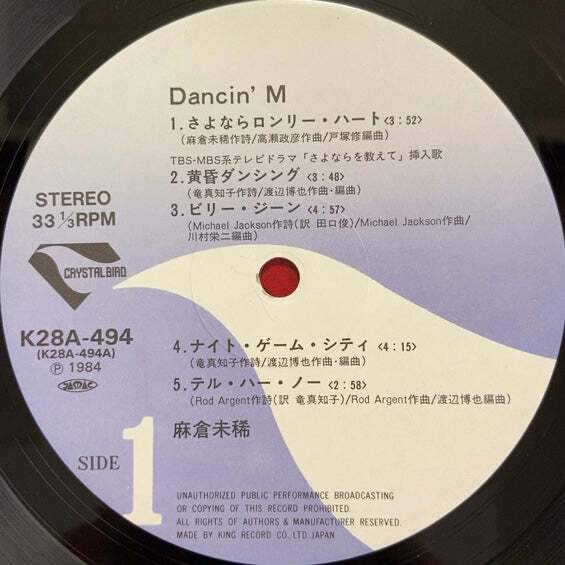 Dancin' M
1.さよならロンリー・ハート<3:52>
(麻倉未稀作詩/高瀬政彦作曲/戸塚修編曲)
TBS-MBS系テレビドラマ「さよならを教えて」挿入歌
2.黄昏ダンシング<3:48>
(竜真知子作詩/渡辺博也作曲・編曲)
3.ビリー・ジーン<4:57>
(Michael Jackson作詩(訳 田口俊)/Michael Jackson作曲/
川村栄二編曲)
STEREO
33 1/3 RPM
CRYSTALBIRD
K28A-494
(K28A-494A)
Ⓟ 1984
4.ナイト・ゲーム・シティ<4:15>
(竜真知子作詩/渡辺博也作曲・編曲)
5.テル・ハー・ノー<2:58>
(Rod Argent作詩(訳 竜真知子)/Rod Argent作曲/渡辺博也編曲)
麻倉未稀
SIDE 1
UNAUTHORIZED PUBLIC PERFORMANCE BROADCASTING
OR COPYING OF THIS RECORD PROHIBITED.
ALL RIGHTS OF AUTHORS & MANUFACTURER RESERVED.
MADE BY KING RECORD CO., LTD. JAPAN